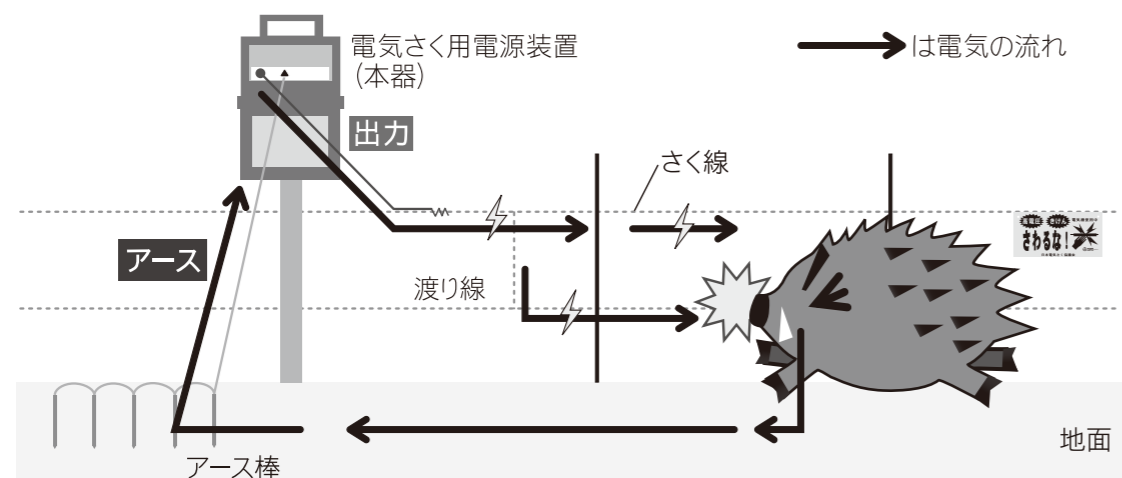 電気さく用電源装置
(本器)
は電気の流れ
出力
さく線
アース
渡り線
さわるな!
アース棒
地面